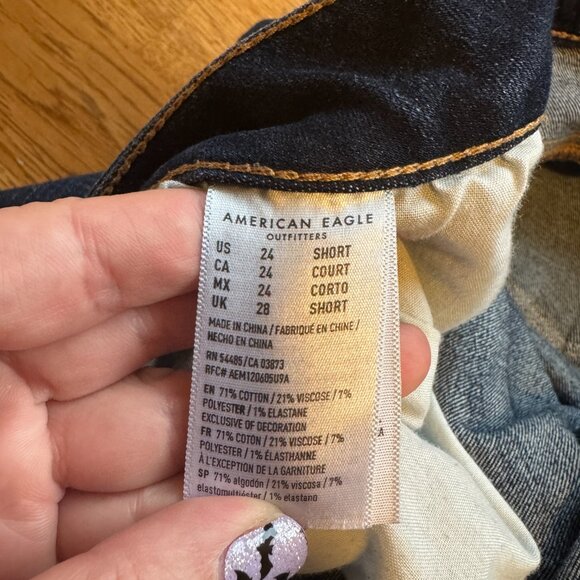 AMERICAN EAGLE
OUTFITTERS
US 24 SHORT
CA 24 COURT
MX 24 CORTO
UK 28 SHORT
MADE IN CHINA / FABRIQUÉ EN CHINE /
HECHO EN CHINA
RN 54485/CA 03873
RFC# AEM120605U9A
EN 71% COTTON / 21% VISCOSE / 7%
POLYESTER / 1% ELASTANE
EXCLUSIVE OF DECORATION
FR 71% COTON / 21% VISCOSE / 7%
POLYESTER / 1% ÉLASTHANNE
À L'EXCEPTION DE LA GARNITURE
SP 71% algodón / 21% viscosa / 7%
elastomultiéster / 1% elastano
A